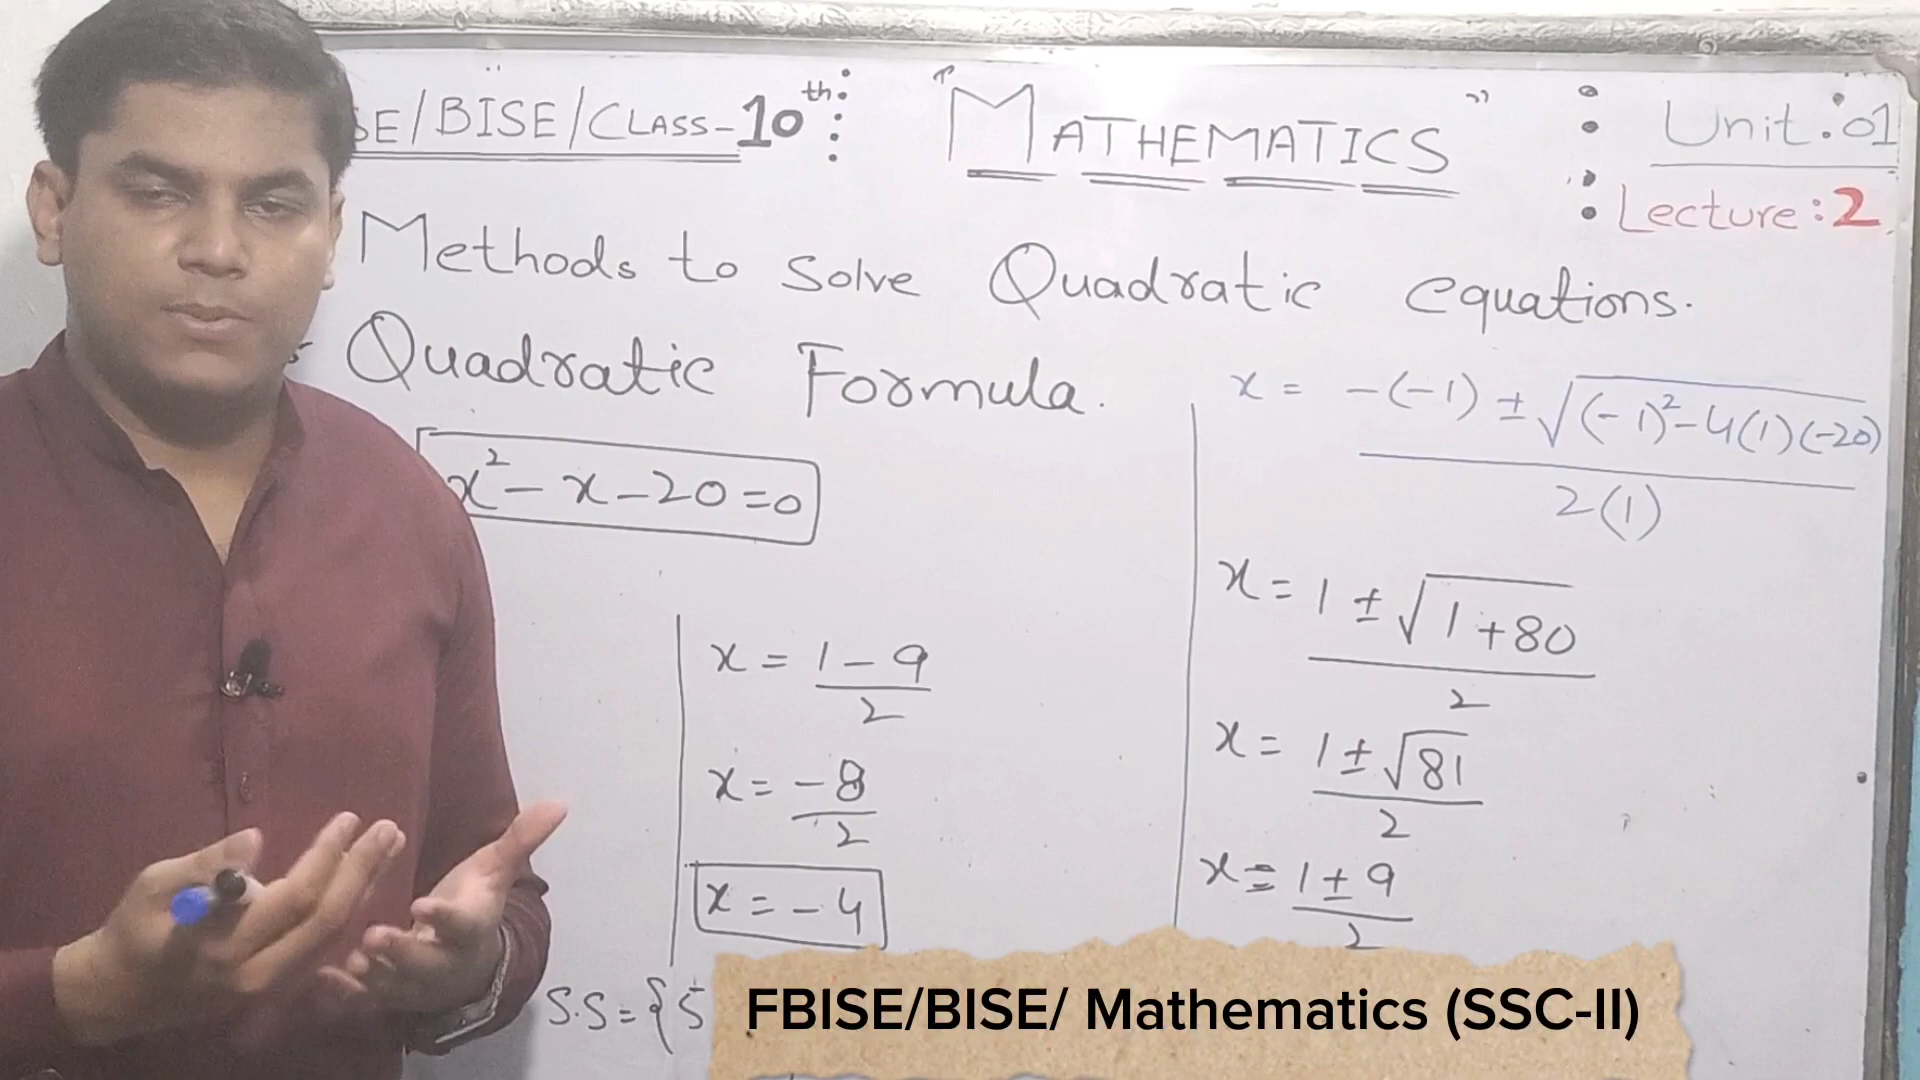 SE/BISE/CLASS-10th
"MATHEMATICS"
Unit:01
Lecture:2
Methods to Solve Quadratic equations.
Quadratic Formula.
x²-x-20=0
x = 1-9/2
x = -8/2
x = -4
S.S = {5
x = -(-1) ± √(-1)²-4(1)(-20)/2(1)
x = 1 ± √1+80/2
x = 1 ± √81/2
x = 1 ± 9/2
FBISE/BISE/ Mathematics (SSC-II)